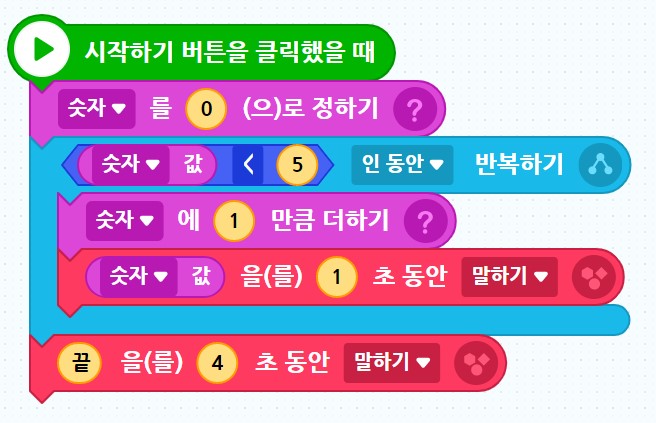 시작하기 버튼을 클릭했을 때
숫자 를 0 (으)로 정하기 ?
숫자 값 < 5 인 동안 반복하기
숫자 에 1 만큼 더하기 ?
숫자 값 을(를) 1 초 동안 말하기
끝 을(를) 4 초 동안 말하기